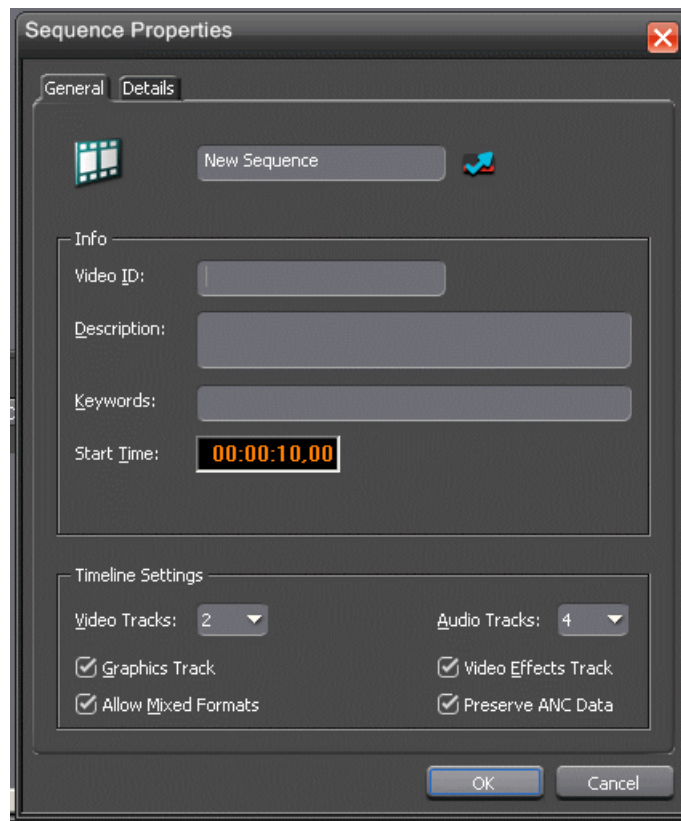 Sequence Properties
General Details
New Sequence
Info
Video ID:
Description:
Keywords:
Start Time: 00:00:10,00
Timeline Settings
Video Tracks: 2 Audio Tracks: 4
Graphics Track Video Effects Track
Allow Mixed Formats Preserve ANC Data
OK Cancel